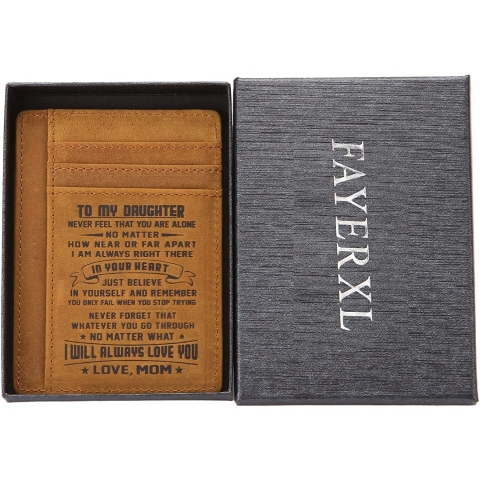 TO MY DAUGHTER
NEVER FEEL THAT YOU ARE ALONE
NO MATTER
HOW NEAR OR FAR APART
I AM ALWAYS RIGHT THERE
IN YOUR HEART
JUST BELIEVE
IN YOURSELF AND REMEMBER
YOU ONLY FAIL WHEN YOU STOP TRYING
NEVER FORGET THAT
WHATEVER YOU GO THROUGH
NO MATTER WHAT
I WILL ALWAYS LOVE YOU
LOVE, MOM
FAYERXL